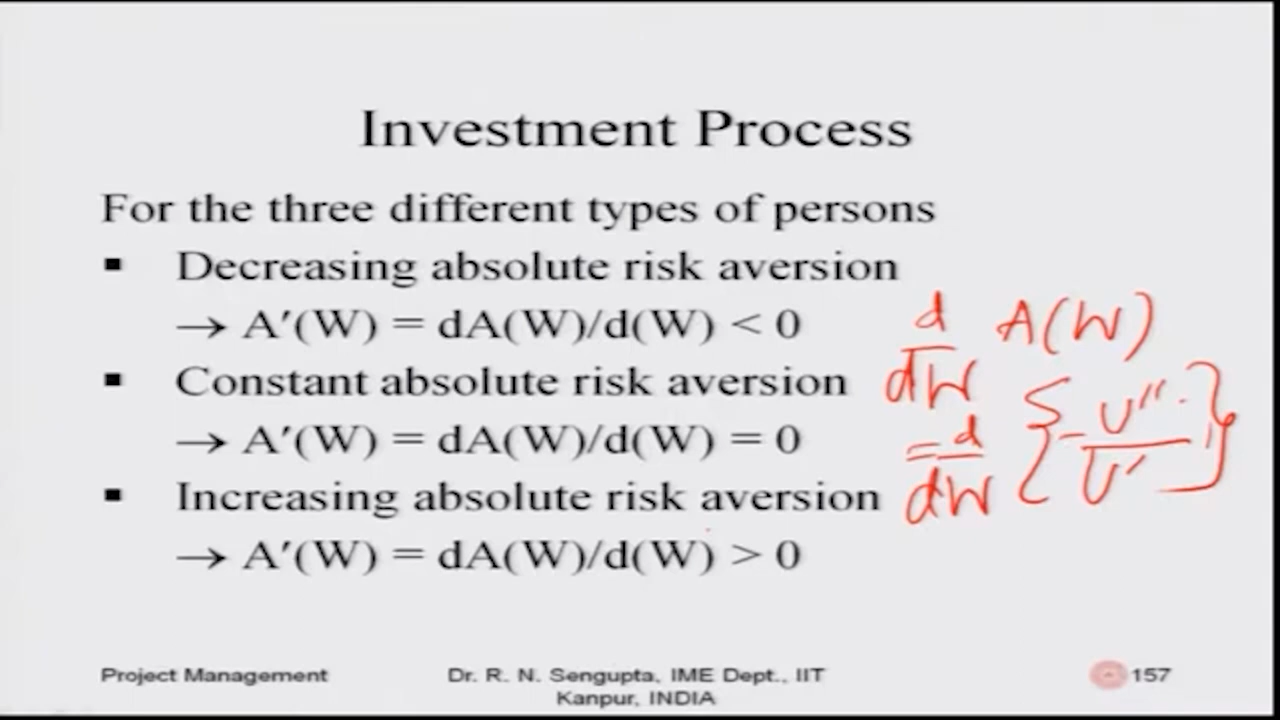 Investment Process
For the three different types of persons
▪ Decreasing absolute risk aversion
→ A′(W) = dA(W)/d(W) < 0
▪ Constant absolute risk aversion
→ A′(W) = dA(W)/d(W) = 0
▪ Increasing absolute risk aversion
→ A′(W) = dA(W)/d(W) > 0
d/dW A(W)
= d/dW { - U″/U′ }
Project Management
Dr. R. N. Sengupta, IME Dept., IIT
Kanpur, INDIA
157